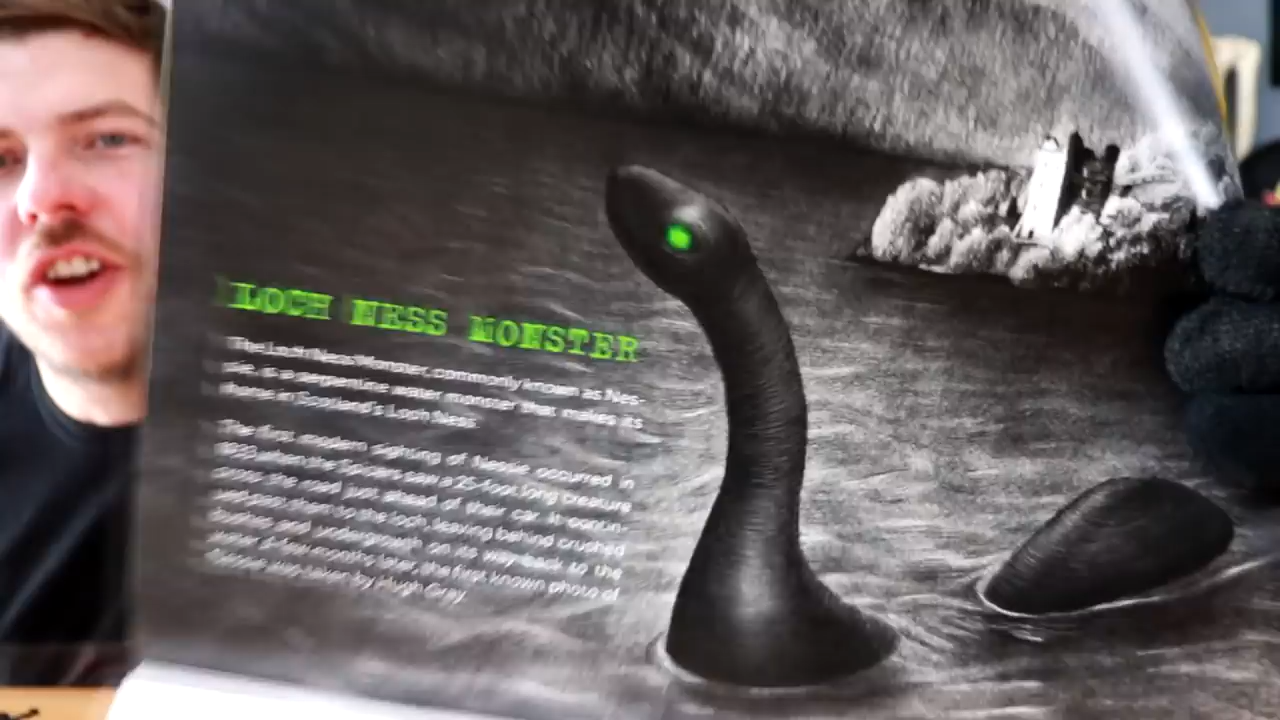 LOCH NESS MONSTER
The Loch Ness Monster, commonly known as Nes-
sie, is a serpentine water monster that makes its
home in Scotland's Loch Ness.
The first modern sighting of Nessie occurred in
1933 when the Spicers saw a 25-foot long creature
cross the road just ahead of their car. It contin-
ued down to the loch, leaving behind crushed
and undergrowth on its way back to the
water. A few months later, the first known photo of
Nessie was taken by Hugh Gray.